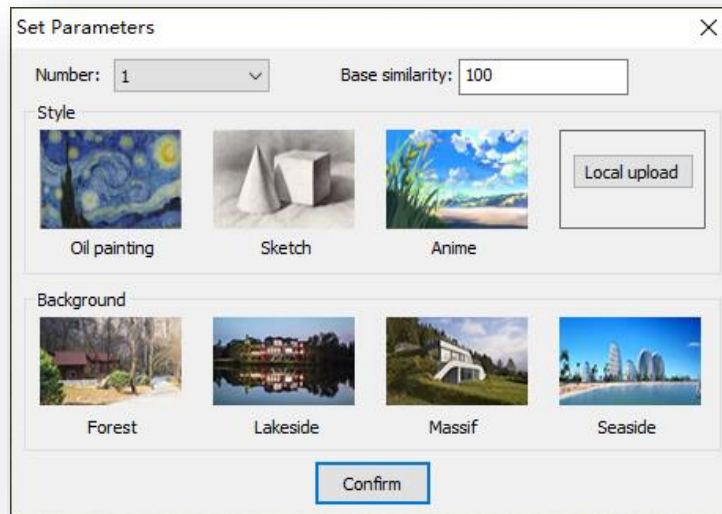 Set Parameters
Number: 1 Base similarity: 100
Style
Local upload
Oil painting Sketch Anime
Background
Forest Lakeside Massif Seaside
Confirm